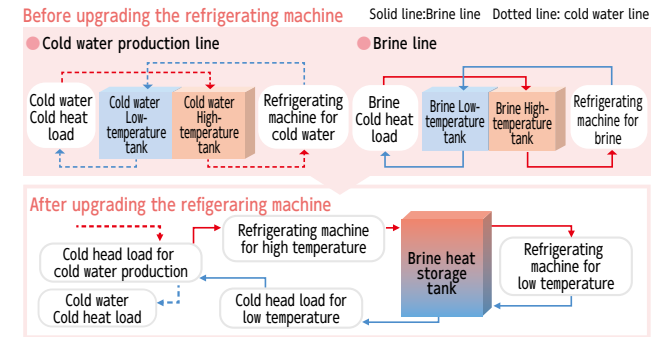 Before upgrading the refrigerating machine
Solid line:Brine line Dotted line: cold water line
Cold water production line
Brine line
Cold water
Cold heat
load
Cold water
Low-
temperature
tank
Cold water
High-
temperature
tank
Refrigerating
machine for
cold water
Brine
Cold heat
load
Brine Low-
temperature
tank
Brine High-
temperature
tank
Refrigerating
machine for
brine
After upgrading the refigeraring machine
Cold head load for
cold water production
Refrigerating machine
for high temperature
Brine heat
storage
tank
Refrigerating
machine for
low temperature
Cold water
Cold heat load
Cold head load for
low temperature